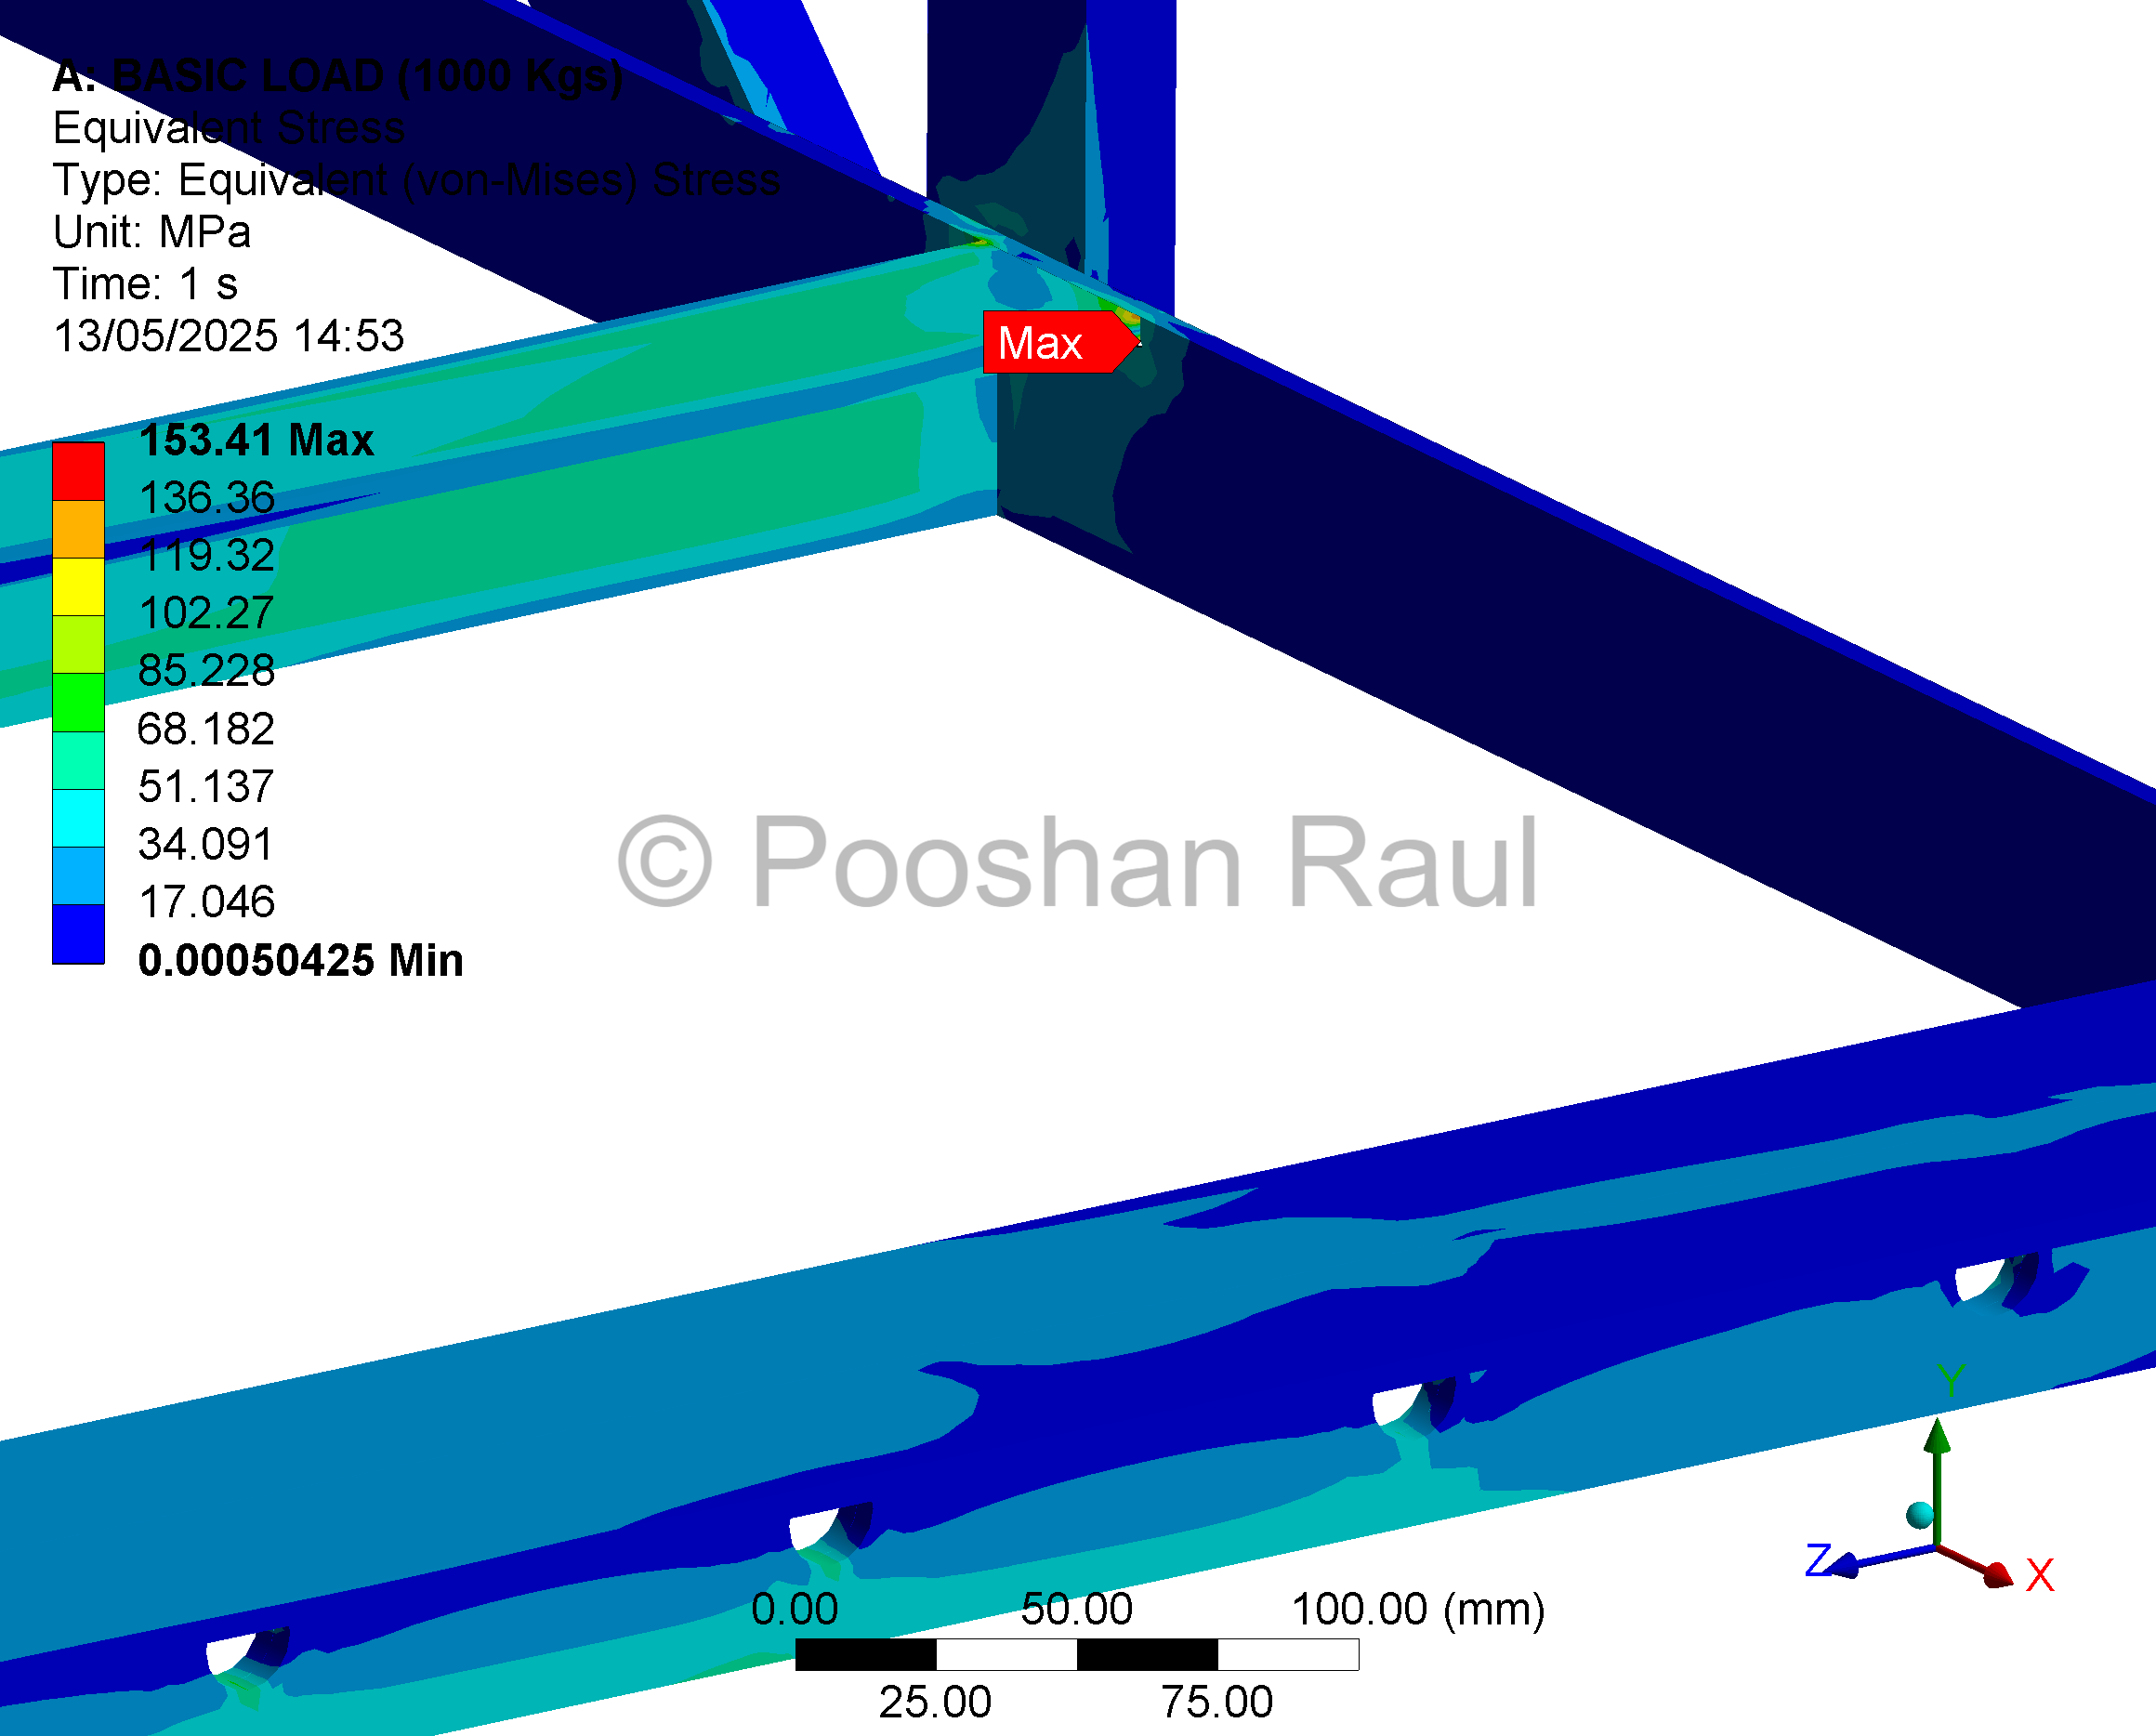 A: BASIC LOAD (1000 Kgs)
Equivalent Stress
Type: Equivalent (von-Mises) Stress
Unit: MPa
Time: 1 s
13/05/2025 14:53
Max
153.41 Max
136.36
119.32
102.27
85.228
68.182
51.137
34.091
17.046
0.00050425 Min
© Pooshan Raul
Y
Z
X
0.00 50.00 100.00 (mm)
25.00 75.00